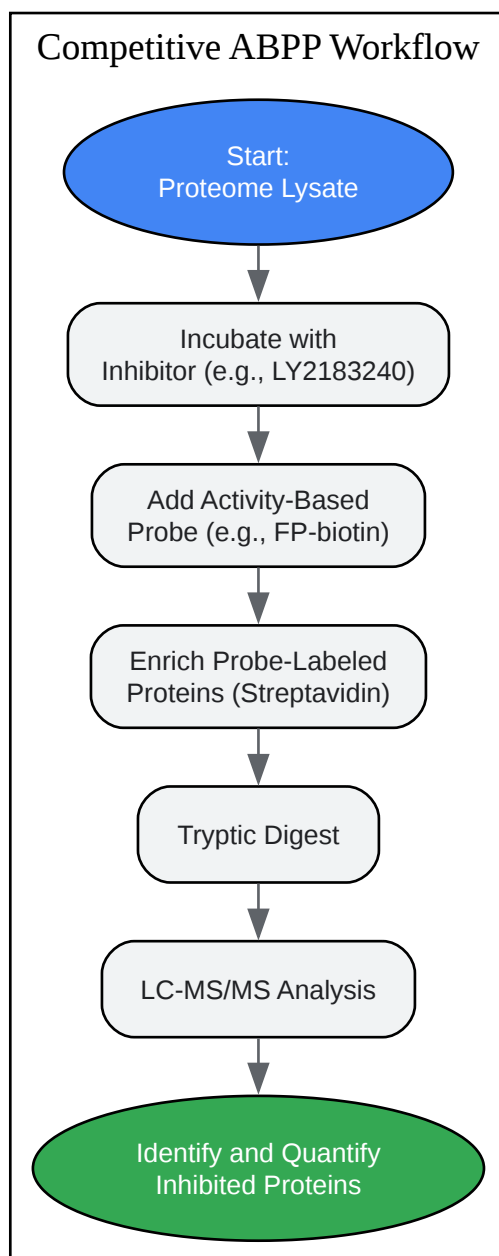 Competitive ABPP Workflow
Start:
Proteome Lysate
Incubate with
Inhibitor (e.g., LY2183240)
Add Activity-Based
Probe (e.g., FP-biotin)
Enrich Probe-Labeled
Proteins (Streptavidin)
Tryptic Digest
LC-MS/MS Analysis
Identify and Quantify
Inhibited Proteins